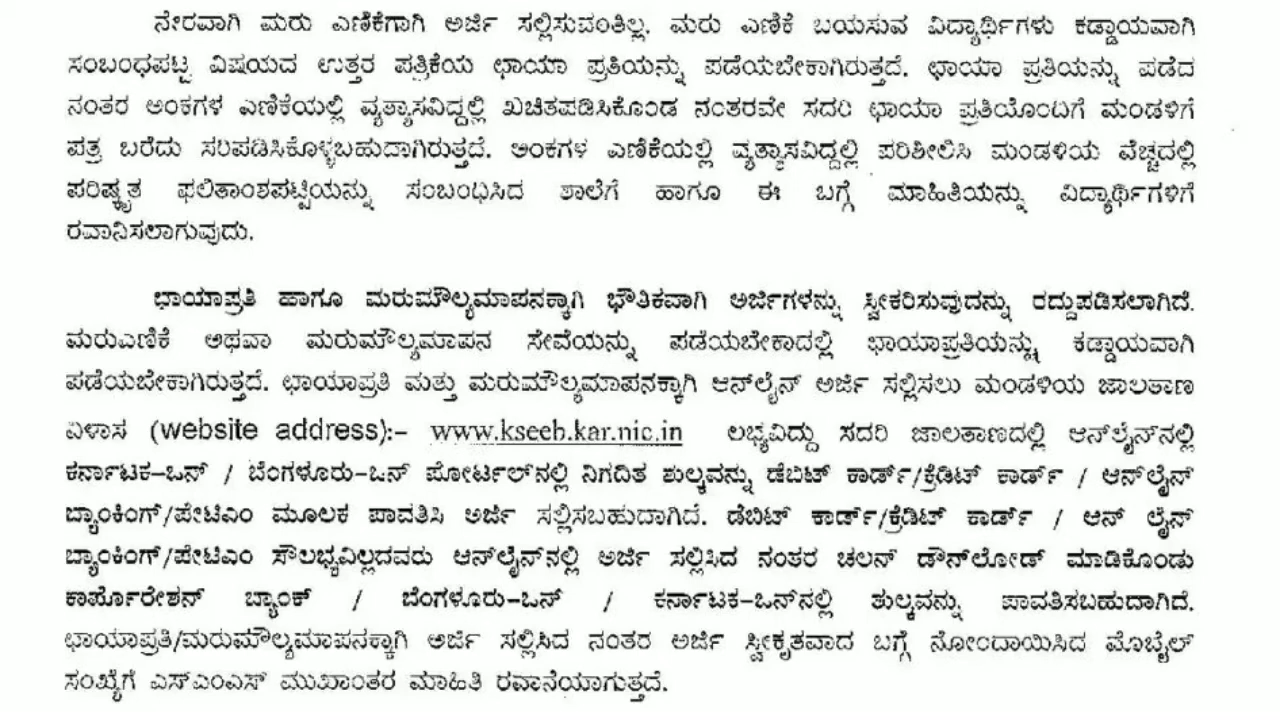 ನೇರವಾಗಿ ಮರು ಎಣಿಕೆಗಾಗಿ ಅರ್ಜಿ ಸಲ್ಲಿಸುವಂತಿಲ್ಲ. ಮರು ಎಣಿಕೆ ಬಯಸುವ ವಿದ್ಯಾರ್ಥಿಗಳು ಕಡ್ಡಾಯವಾಗಿ
ಸಂಬಂಧಪಟ್ಟ ವಿಷಯದ ಉತ್ತರ ಪತ್ರಿಕೆಯ ಛಾಯಾ ಪ್ರತಿಯನ್ನು ಪಡೆಯಬೇಕಾಗಿರುತ್ತದೆ. ಛಾಯಾ ಪ್ರತಿಯನ್ನು ಪಡೆದ
ನಂತರ ಅಂಕಗಳ ಎಣಿಕೆಯಲ್ಲಿ ವ್ಯತ್ಯಾಸವಿದ್ದಲ್ಲಿ ಖಚಿತಪಡಿಸಿಕೊಂಡ ನಂತರವೇ ಸದರಿ ಛಾಯಾ ಪ್ರತಿಯೊಂದಿಗೆ ಮಂಡಳಿಗೆ
ಪತ್ರ ಬರೆದು ಸರಿಪಡಿಸಿಕೊಳ್ಳಬಹುದಾಗಿರುತ್ತದೆ. ಅಂಕಗಳ ಎಣಿಕೆಯಲ್ಲಿ ವ್ಯತ್ಯಾಸವಿದ್ದಲ್ಲಿ ಪರಿಶೀಲಿಸಿ ಮಂಡಳಿಯ ವೆಚ್ಚದಲ್ಲಿ
ಪರಿಷ್ಕೃತ ಫಲಿತಾಂಶಪಟ್ಟಿಯನ್ನು ಸಂಬಂಧಿಸಿದ ಶಾಲೆಗೆ ಹಾಗೂ ಈ ಬಗ್ಗೆ ಮಾಹಿತಿಯನ್ನು ವಿದ್ಯಾರ್ಥಿಗಳಿಗೆ
ರವಾನಿಸಲಾಗುವುದು.
ಛಾಯಾಪ್ರತಿ ಹಾಗೂ ಮರುಮೌಲ್ಯಮಾಪನಕ್ಕಾಗಿ ಭೌತಿಕವಾಗಿ ಅರ್ಜಿಗಳನ್ನು ಸ್ವೀಕರಿಸುವುದನ್ನು ರದ್ದುಪಡಿಸಲಾಗಿದೆ.
ಮರುಎಣಿಕೆ ಅಥವಾ ಮರುಮೌಲ್ಯಮಾಪನ ಸೇವೆಯನ್ನು ಪಡೆಯಬೇಕಾದಲ್ಲಿ ಛಾಯಾಪ್ರತಿಯನ್ನು ಕಡ್ಡಾಯವಾಗಿ
ಪಡೆಯಬೇಕಾಗಿರುತ್ತದೆ. ಛಾಯಾಪ್ರತಿ ಮತ್ತು ಮರುಮೌಲ್ಯಮಾಪನಕ್ಕಾಗಿ ಆನ್‌ಲೈನ್ ಅರ್ಜಿ ಸಲ್ಲಿಸಲು ಮಂಡಳಿಯ ಜಾಲತಾಣ
ವಿಳಾಸ (website address):– www.kseeb.kar.nic.in ಲಭ್ಯವಿದ್ದು ಸದರಿ ಜಾಲತಾಣದಲ್ಲಿ ಆನ್‌ಲೈನ್‌ನಲ್ಲಿ
ಕರ್ನಾಟಕ–ಒನ್ / ಬೆಂಗಳೂರು–ಒನ್ ಪೋರ್ಟಲ್‌ನಲ್ಲಿ ನಿಗದಿತ ಶುಲ್ಕವನ್ನು ಡೆಬಿಟ್ ಕಾರ್ಡ್/ಕ್ರೆಡಿಟ್ ಕಾರ್ಡ್ / ಆನ್‌ಲೈನ್
ಬ್ಯಾಂಕಿಂಗ್/ಪೇಟಿಎಂ ಮೂಲಕ ಪಾವತಿಸಿ ಅರ್ಜಿ ಸಲ್ಲಿಸಬಹುದಾಗಿದೆ. ಡೆಬಿಟ್ ಕಾರ್ಡ್/ಕ್ರೆಡಿಟ್ ಕಾರ್ಡ್ / ಆನ್ ಲೈನ್
ಬ್ಯಾಂಕಿಂಗ್/ಪೇಟಿಎಂ ಸೌಲಭ್ಯವಿಲ್ಲದವರು ಆನ್‌ಲೈನ್‌ನಲ್ಲಿ ಅರ್ಜಿ ಸಲ್ಲಿಸಿದ ನಂತರ ಚಲನ್ ಡೌನ್‌ಲೋಡ್ ಮಾಡಿಕೊಂಡು
ಕಾರ್ಪೊರೇಶನ್ ಬ್ಯಾಂಕ್ / ಬೆಂಗಳೂರು–ಒನ್ / ಕರ್ನಾಟಕ–ಒನ್‌ನಲ್ಲಿ ಶುಲ್ಕವನ್ನು ಪಾವತಿಸಬಹುದಾಗಿದೆ.
ಛಾಯಾಪ್ರತಿ/ಮರುಮೌಲ್ಯಮಾಪನಕ್ಕಾಗಿ ಅರ್ಜಿ ಸಲ್ಲಿಸಿದ ನಂತರ ಅರ್ಜಿ ಸ್ವೀಕೃತವಾದ ಬಗ್ಗೆ ನೋಂದಾಯಿಸಿದ ಮೊಬೈಲ್
ಸಂಖ್ಯೆಗೆ ಎಸ್‌ಎಂಎಸ್ ಮುಖಾಂತರ ಮಾಹಿತಿ ರವಾನೆಯಾಗುತ್ತದೆ.